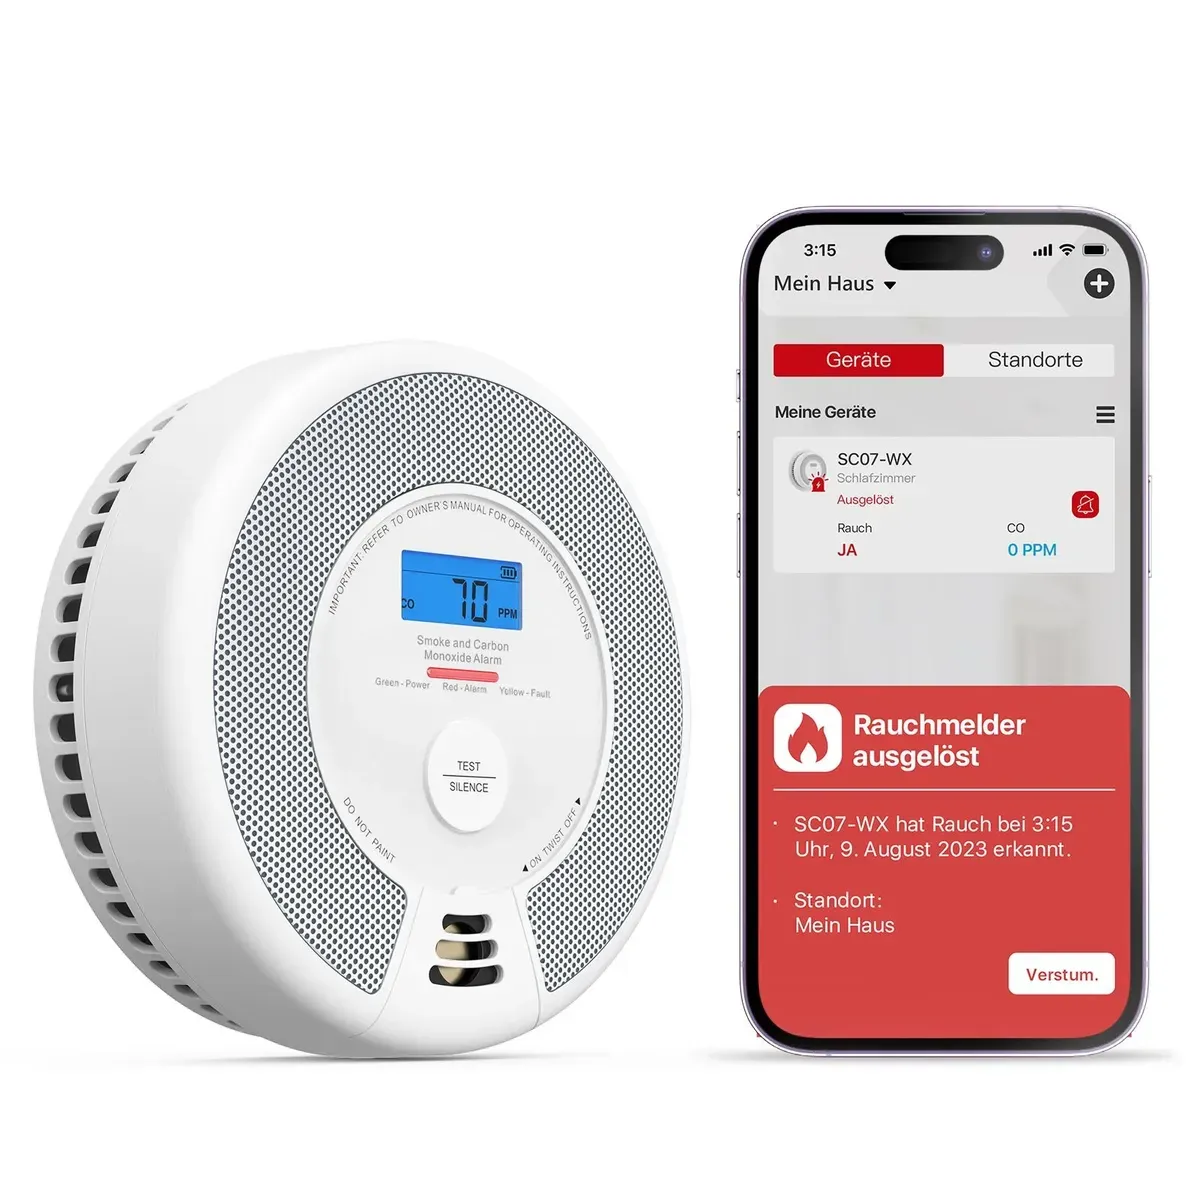 IMPORTANT: REFER TO OWNER'S MANUAL FOR OPERATING INSTRUCTIONS
CO 70 PPM
Smoke and Carbon
Monoxide Alarm
Green - Power Red - Alarm Yellow - Fault
TEST
SILENCE
DO NOT PAINT
◀ ON TWIST OFF ▶
3:15
Mein Haus
Geräte Standorte
Meine Geräte
SC07-WX
Schlafzimmer
Ausgelöst
Rauch CO
JA 0 PPM
Rauchmelder
ausgelöst
· SC07-WX hat Rauch bei 3:15
Uhr, 9. August 2023 erkannt.
· Standort:
Mein Haus
Verstum.